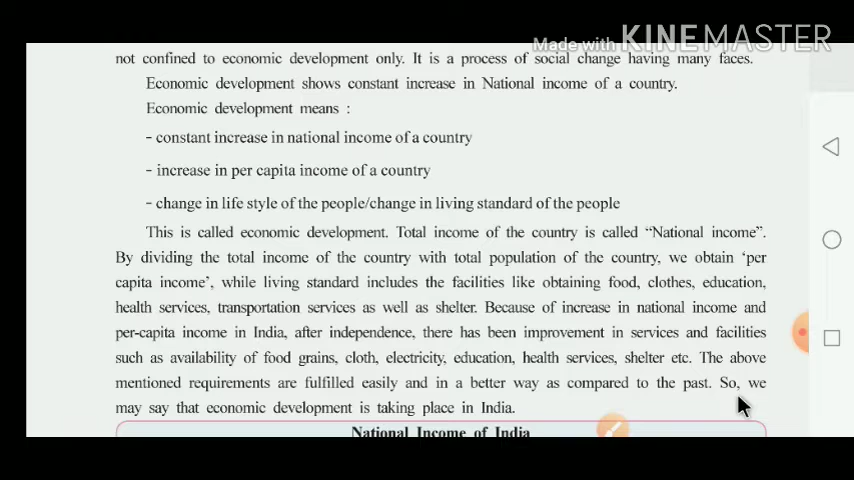 Made with KINEMASTER
not confined to economic development only. It is a process of social change having many faces.
Economic development shows constant increase in National income of a country.
Economic development means :
- constant increase in national income of a country
- increase in per capita income of a country
- change in life style of the people/change in living standard of the people
This is called economic development. Total income of the country is called “National income”.
By dividing the total income of the country with total population of the country, we obtain ‘per
capita income’, while living standard includes the facilities like obtaining food, clothes, education,
health services, transportation services as well as shelter. Because of increase in national income and
per-capita income in India, after independence, there has been improvement in services and facilities
such as availability of food grains, cloth, electricity, education, health services, shelter etc. The above
mentioned requirements are fulfilled easily and in a better way as compared to the past. So, we
may say that economic development is taking place in India.
National Income of India